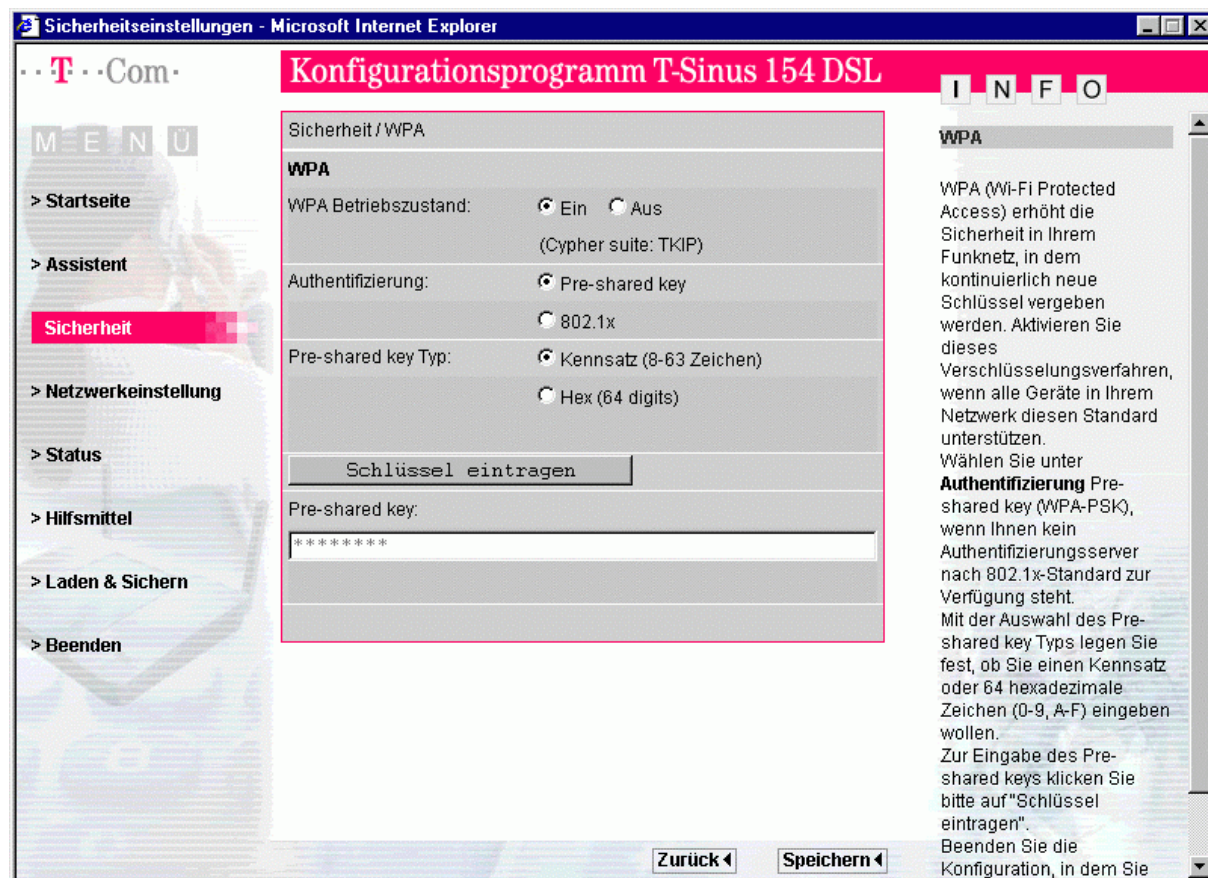 Sicherheitseinstellungen - Microsoft Internet Explorer
··T··Com·
Konfigurationsprogramm T-Sinus 154 DSL
I N F O
M E N Ü
> Startseite
> Assistent
Sicherheit
> Netzwerkeinstellung
> Status
> Hilfsmittel
> Laden & Sichern
> Beenden
Sicherheit / WPA
WPA
WPA Betriebszustand: Ein Aus
(Cypher suite: TKIP)
Authentifizierung: Pre-shared key
802.1x
Pre-shared key Typ: Kennsatz (8-63 Zeichen)
Hex (64 digits)
Schlüssel eintragen
Pre-shared key:
********
Zurück
Speichern
WPA
WPA (Wi-Fi Protected
Access) erhöht die
Sicherheit in Ihrem
Funknetz, in dem
kontinuierlich neue
Schlüssel vergeben
werden. Aktivieren Sie
dieses
Verschlüsselungsverfahren,
wenn alle Geräte in Ihrem
Netzwerk diesen Standard
unterstützen.
Wählen Sie unter
Authentifizierung Pre-
shared key (WPA-PSK),
wenn Ihnen kein
Authentifizierungsserver
nach 802.1x-Standard zur
Verfügung steht.
Mit der Auswahl des Pre-
shared key Typs legen Sie
fest, ob Sie einen Kennsatz
oder 64 hexadezimale
Zeichen (0-9, A-F) eingeben
wollen.
Zur Eingabe des Pre-
shared keys klicken Sie
bitte auf "Schlüssel
eintragen".
Beenden Sie die
Konfiguration, in dem Sie